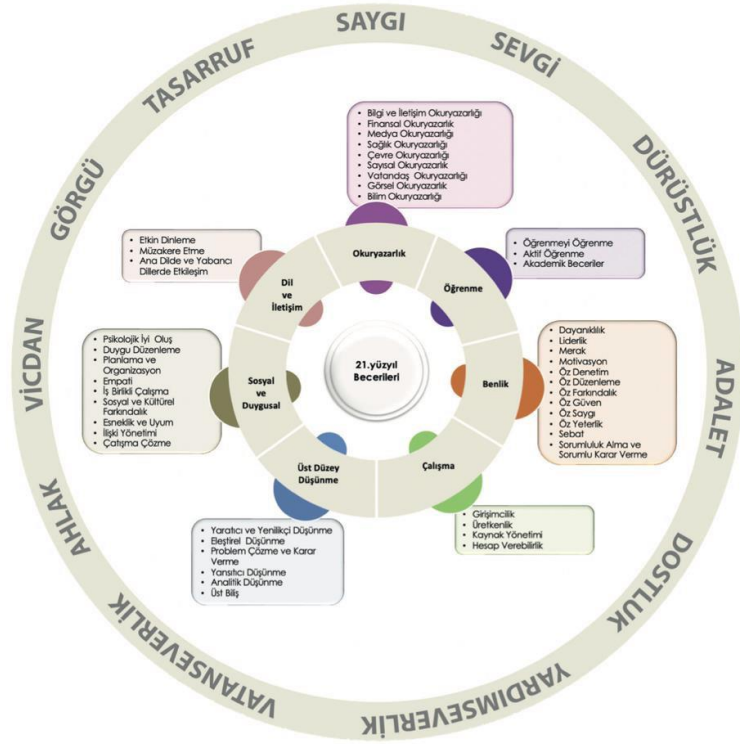 SAYGI
SEVGİ
DÜRÜSTLÜK
ADALET
DOSTLUK
YARDIMSEVERLİK
VATANSEVERLİK
AHLAK
VİCDAN
GÖRGÜ
TASARRUF
• Bilgi ve İletişim Okuryazarlığı
• Finansal Okuryazarlık
• Medya Okuryazarlığı
• Sağlık Okuryazarlığı
• Çevre Okuryazarlığı
• Sayısal Okuryazarlık
• Vatandaş Okuryazarlığı
• Görsel Okuryazarlık
• Bilim Okuryazarlığı
Okuryazarlık
• Öğrenmeyi Öğrenme
• Aktif Öğrenme
• Akademik Beceriler
Öğrenme
• Dayanıklılık
• Liderlik
• Merak
• Motivasyon
• Öz Denetim
• Öz Düzenleme
• Öz Farkındalık
• Öz Güven
• Öz Saygı
• Öz Yeterlik
• Sebat
• Sorumluluk Alma ve
Sorumlu Karar Verme
Benlik
• Girişimcilik
• Üretkenlik
• Kaynak Yönetimi
• Hesap Verebilirlik
Çalışma
• Yaratıcı ve Yenilikçi Düşünme
• Eleştirel Düşünme
• Problem Çözme ve Karar
Verme
• Yansıtıcı Düşünme
• Analitik Düşünme
• Üst Biliş
Üst Düzey
Düşünme
• Psikolojik İyi Oluş
• Duygu Düzenleme
• Planlama ve
Organizasyon
• Empati
• İş Birlikli Çalışma
• Sosyal ve Kültürel
Farkındalık
• Esneklik ve Uyum
• İlişki Yönetimi
• Çatışma Çözme
Sosyal
ve
Duygusal
• Etkin Dinleme
• Müzakere Etme
• Ana Dilde ve Yabancı
Dillerde Etkileşim
Dil
ve
İletişim
21.yüzyıl
Becerileri